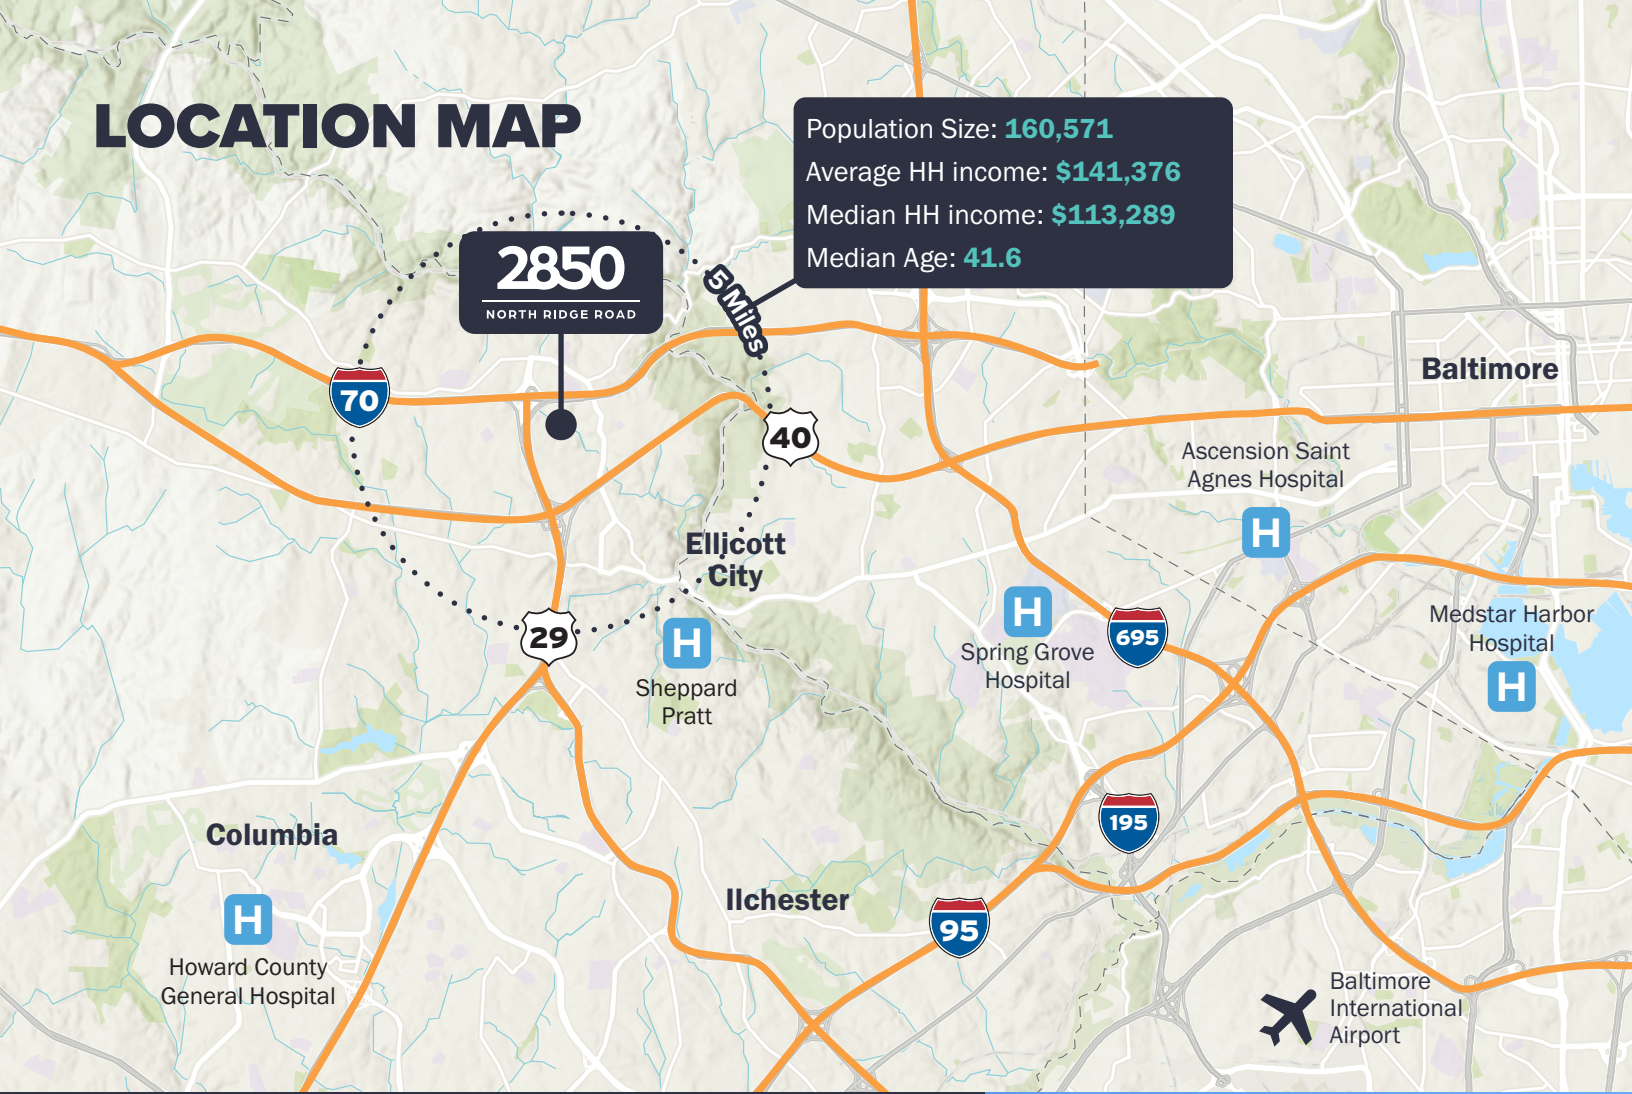 LOCATION MAP
Population Size: 160,571
Average HH income: $141,376
Median HH income: $113,289
Median Age: 41.6
2850
NORTH RIDGE ROAD
5 Miles
70
40
Baltimore
Ascension Saint
Agnes Hospital
H
Ellicott
City
29
H
Sheppard
Pratt
H
Spring Grove
Hospital
695
Medstar Harbor
Hospital
H
195
Columbia
Ilchester
95
H
Howard County
General Hospital
Baltimore
International
Airport